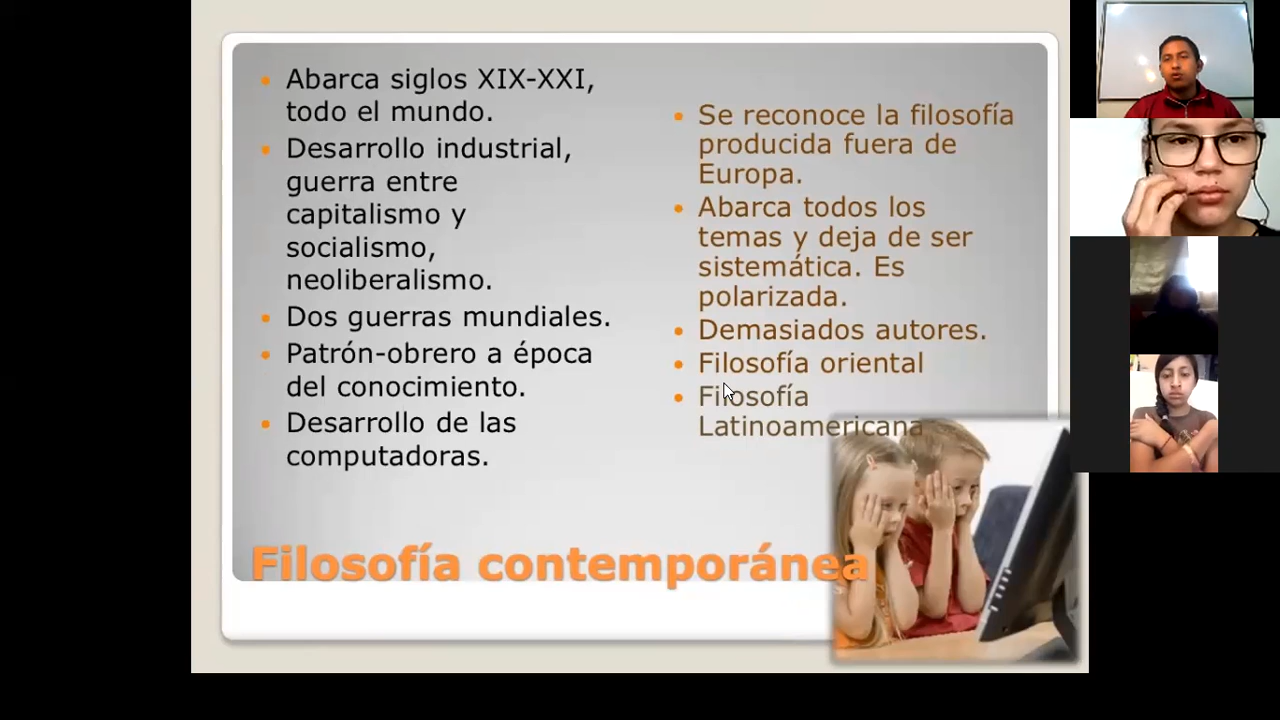 Abarca siglos XIX-XXI,
todo el mundo.
Desarrollo industrial,
guerra entre
capitalismo y
socialismo,
neoliberalismo.
Dos guerras mundiales.
Patrón-obrero a época
del conocimiento.
Desarrollo de las
computadoras.
Se reconoce la filosofía
producida fuera de
Europa.
Abarca todos los
temas y deja de ser
sistemática. Es
polarizada.
Demasiados autores.
Filosofía oriental
Filosofía
Latinoamericana
Filosofía contemporánea